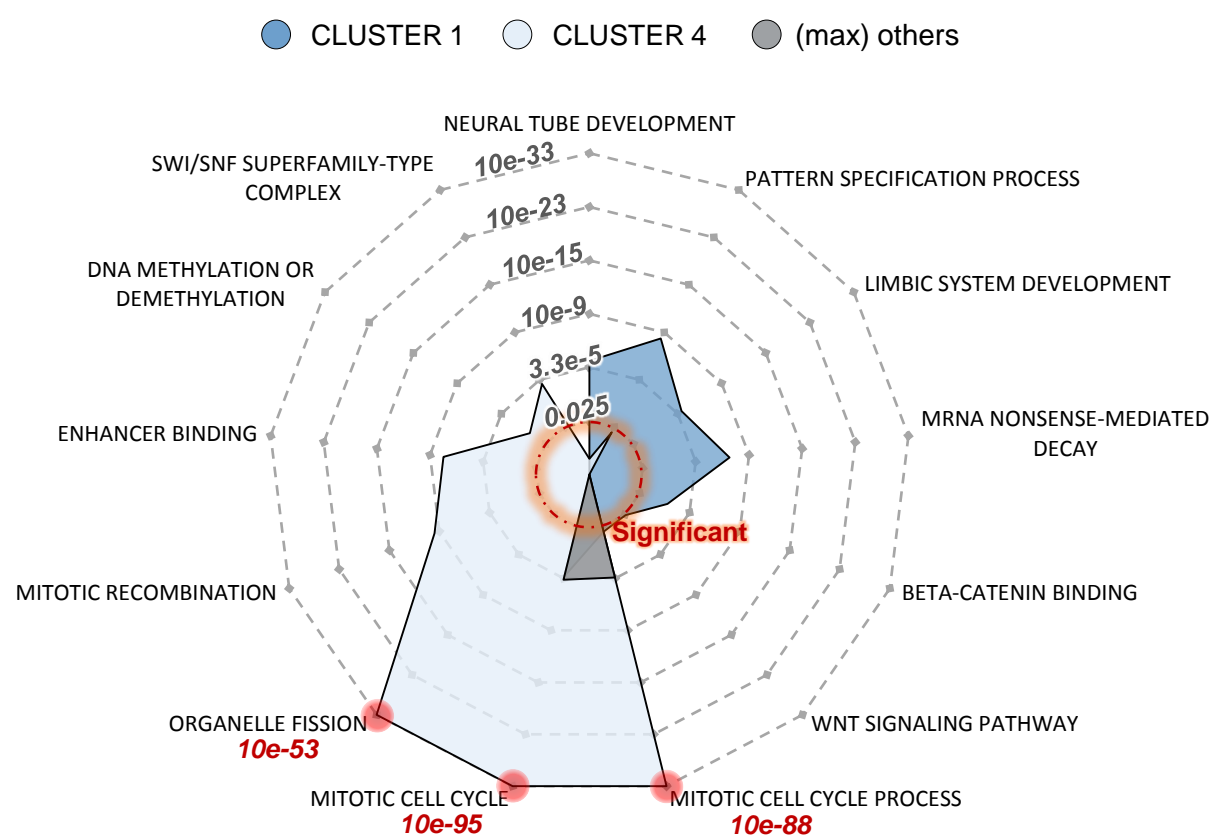 CLUSTER 1 CLUSTER 4 (max) others
NEURAL TUBE DEVELOPMENT
SWI/SNF SUPERFAMILY-TYPE
COMPLEX
PATTERN SPECIFICATION PROCESS
10e-33
10e-23
10e-15
10e-9
3.3e-5
0.025
DNA METHYLATION OR
DEMETHYLATION
LIMBIC SYSTEM DEVELOPMENT
ENHANCER BINDING
MRNA NONSENSE-MEDIATED
DECAY
Significant
MITOTIC RECOMBINATION
BETA-CATENIN BINDING
ORGANELLE FISSION
10e-53
WNT SIGNALING PATHWAY
MITOTIC CELL CYCLE
10e-95
MITOTIC CELL CYCLE PROCESS
10e-88